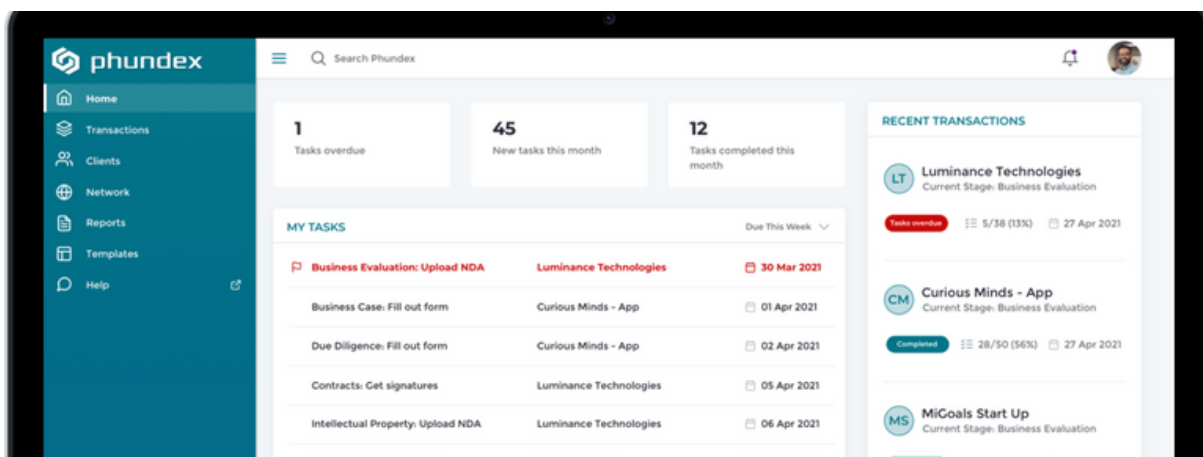 phundex
Search Phundex
Home
Transactions
Clients
Network
Reports
Templates
Help
1
Tasks overdue
45
New tasks this month
12
Tasks completed this
month
MY TASKS
Due This Week
Business Evaluation: Upload NDA Luminance Technologies 30 Mar 2021
Business Case: Fill out form Curious Minds - App 01 Apr 2021
Due Diligence: Fill out form Curious Minds - App 02 Apr 2021
Contracts: Get signatures Luminance Technologies 05 Apr 2021
Intellectual Property: Upload NDA Luminance Technologies 06 Apr 2021
RECENT TRANSACTIONS
LT
Luminance Technologies
Current Stage: Business Evaluation
Tasks overdue 5/38 (13%) 27 Apr 2021
CM
Curious Minds - App
Current Stage: Business Evaluation
Completed 28/50 (56%) 27 Apr 2021
MS
MiGoals Start Up
Current Stage: Business Evaluation